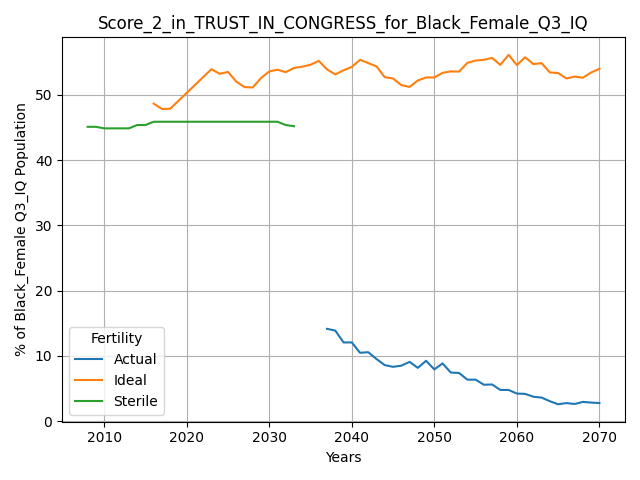 Score_2_in_TRUST_IN_CONGRESS_for_Black_Female_Q3_IQ
% of Black_Female Q3_IQ Population
50
40
30
20
10
0
Fertility
Actual
Ideal
Sterile
2010 2020 2030 2040 2050 2060 2070
Years